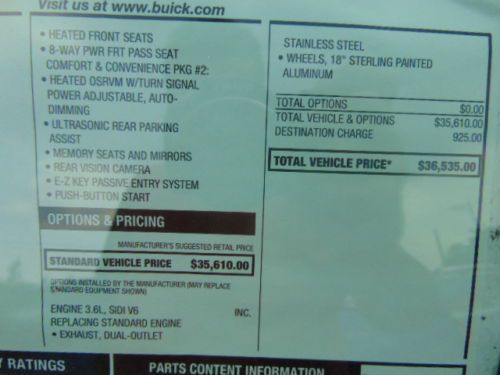 Visit us at www.buick.com
• HEATED FRONT SEATS
• 8-WAY PWR FRT PASS SEAT
COMFORT & CONVENIENCE PKG #2:
• HEATED OSRVM W/TURN SIGNAL
POWER ADJUSTABLE, AUTO-
DIMMING
• ULTRASONIC REAR PARKING
ASSIST
• MEMORY SEATS AND MIRRORS
• REAR VISION CAMERA
• E-Z KEY PASSIVE ENTRY SYSTEM
• PUSH-BUTTON START
OPTIONS & PRICING
MANUFACTURER'S SUGGESTED RETAIL PRICE
STANDARD VEHICLE PRICE $35,610.00
OPTIONS INSTALLED BY THE MANUFACTURER (MAY REPLACE
STANDARD EQUIPMENT SHOWN)
ENGINE 3.6L, SIDI V6 INC.
REPLACING STANDARD ENGINE
• EXHAUST, DUAL-OUTLET
STAINLESS STEEL
• WHEELS, 18" STERLING PAINTED
ALUMINUM
TOTAL OPTIONS $0.00
TOTAL VEHICLE & OPTIONS $35,610.00
DESTINATION CHARGE 925.00
TOTAL VEHICLE PRICE* $36,535.00
Y RATINGS
PARTS CONTENT INFORMATION